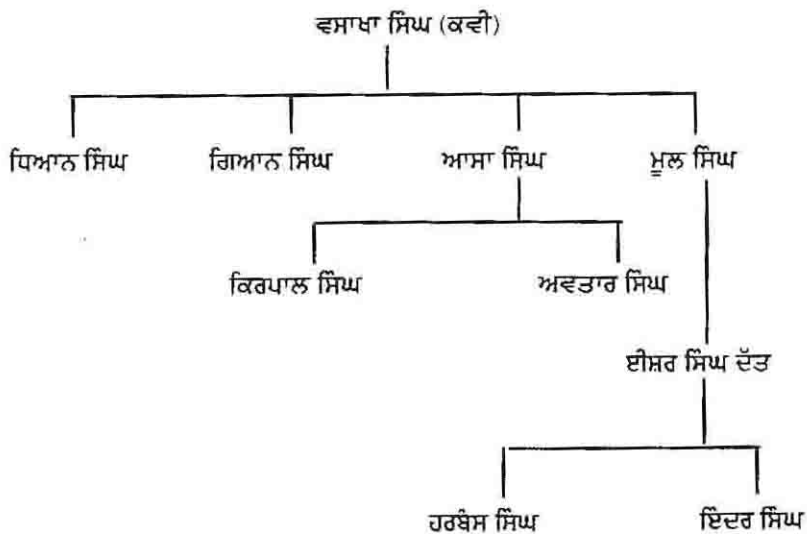 ਵਸਾਖਾ ਸਿੰਘ (ਕਵੀ)
ਧਿਆਨ ਸਿੰਘ ਗਿਆਨ ਸਿੰਘ ਆਸਾ ਸਿੰਘ ਮੂਲ ਸਿੰਘ
ਕਿਰਪਾਲ ਸਿੰਘ ਅਵਤਾਰ ਸਿੰਘ
ਈਸ਼ਰ ਸਿੰਘ ਦੱਤ
ਹਰਬੰਸ ਸਿੰਘ ਇੰਦਰ ਸਿੰਘ